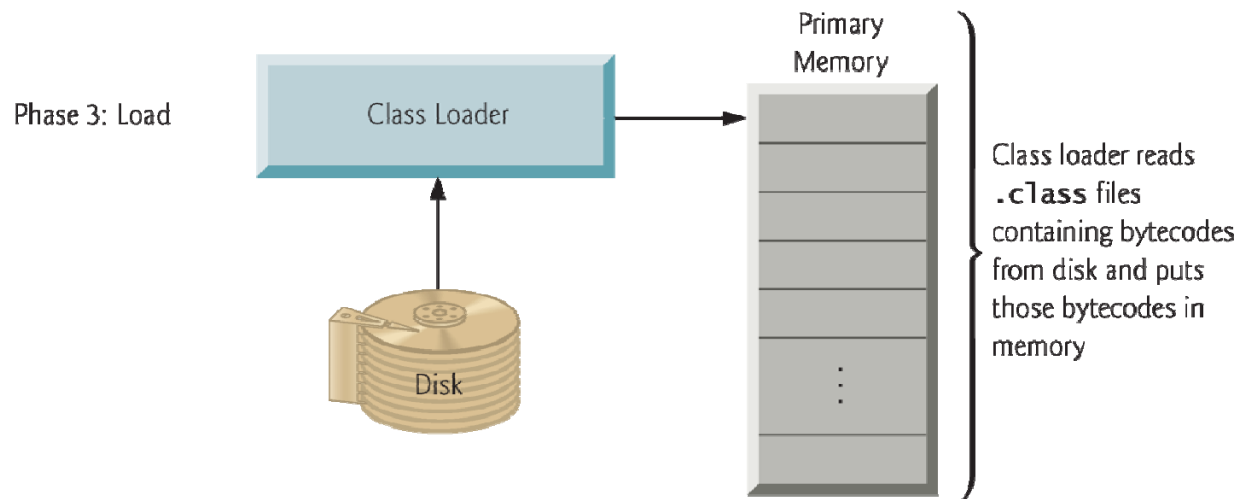 Phase 3: Load
Class Loader
Disk
Primary
Memory
Class loader reads
.class files
containing bytecodes
from disk and puts
those bytecodes in
memory